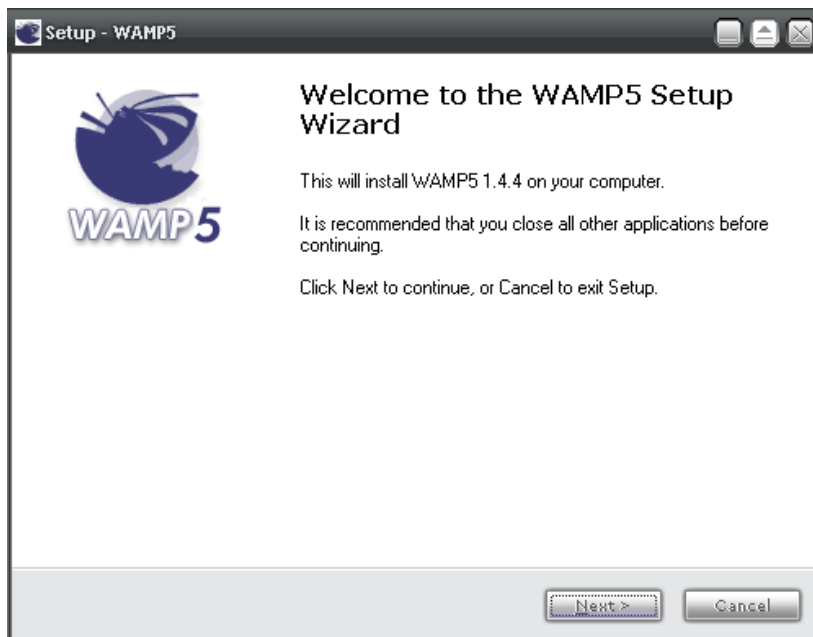 Setup - WAMP5
WAMP5
Welcome to the WAMP5 Setup
Wizard
This will install WAMP5 1.4.4 on your computer.
It is recommended that you close all other applications before
continuing.
Click Next to continue, or Cancel to exit Setup.
Next >
Cancel